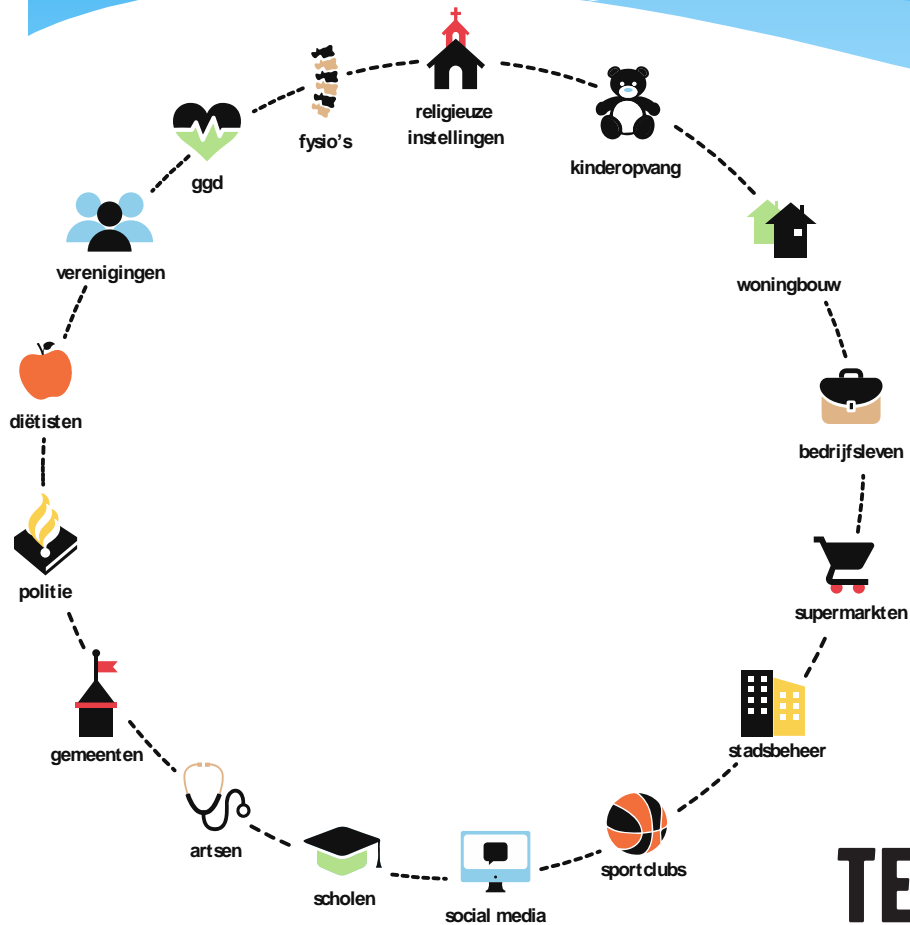 religieuze
instellingen
kinderopvang
woningbouw
bedrijfsleven
supermarkten
stadsbeheer
sportclubs
social media
scholen
artsen
gemeenten
politie
diëtisten
verenigingen
ggd
fysio's
TE